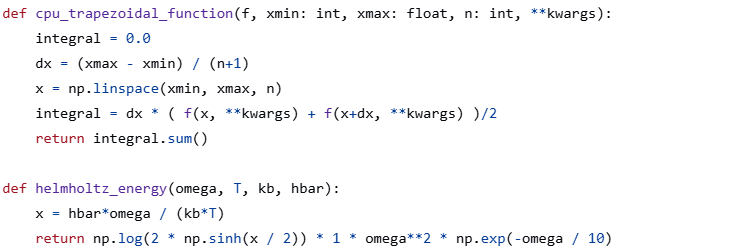 def cpu_trapezoidal_function(f, xmin: int, xmax: float, n: int, **kwargs):
    integral = 0.0
    dx = (xmax - xmin) / (n+1)
    x = np.linspace(xmin, xmax, n)
    integral = dx * ( f(x, **kwargs) + f(x+dx, **kwargs) )/2
    return integral.sum()

def helmholtz_energy(omega, T, kb, hbar):
    x = hbar*omega / (kb*T)
    return np.log(2 * np.sinh(x / 2)) * 1 * omega**2 * np.exp(-omega / 10)